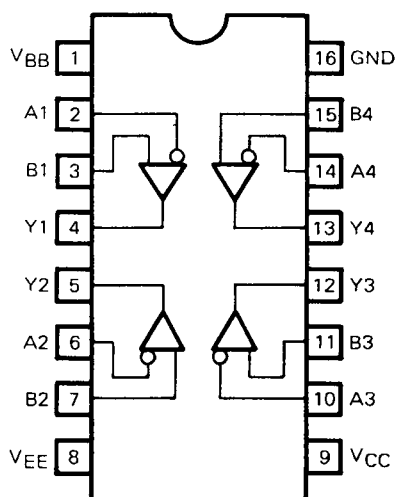 VBB 1 16 GND
A1 2 15 B4
B1 3 14 A4
Y1 4 13 Y4
Y2 5 12 Y3
A2 6 11 B3
B2 7 10 A3
VEE 8 9 VCC